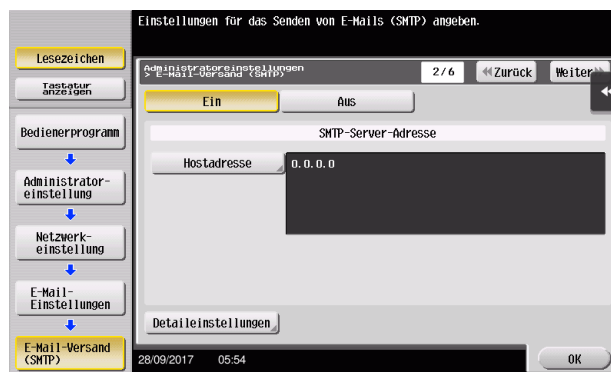 Einstellungen für das Senden von E-Mails (SMTP) angeben.
Lesezeichen
Tastatur
anzeigen
Bedienerprogramm
Administrator-
einstellung
Netzwerk-
einstellung
E-Mail-
Einstellungen
E-Mail-Versand
(SMTP)
Administratoreinstellungen
> E-Mail-Versand (SMTP)
2/6
Zurück
Weiter
Ein
Aus
SMTP-Server-Adresse
Hostadresse
0.0.0.0
Detaileinstellungen
28/09/2017 05:54
OK